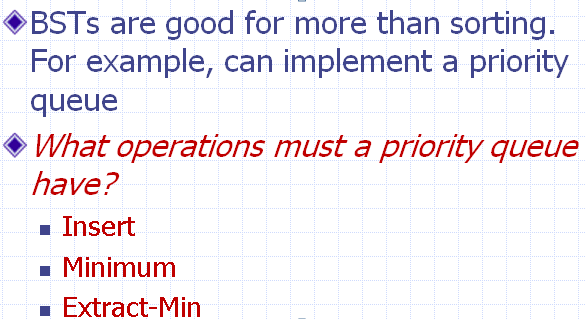 BSTs are good for more than sorting.
For example, can implement a priority
queue
What operations must a priority queue
have?
Insert
Minimum
Extract-Min